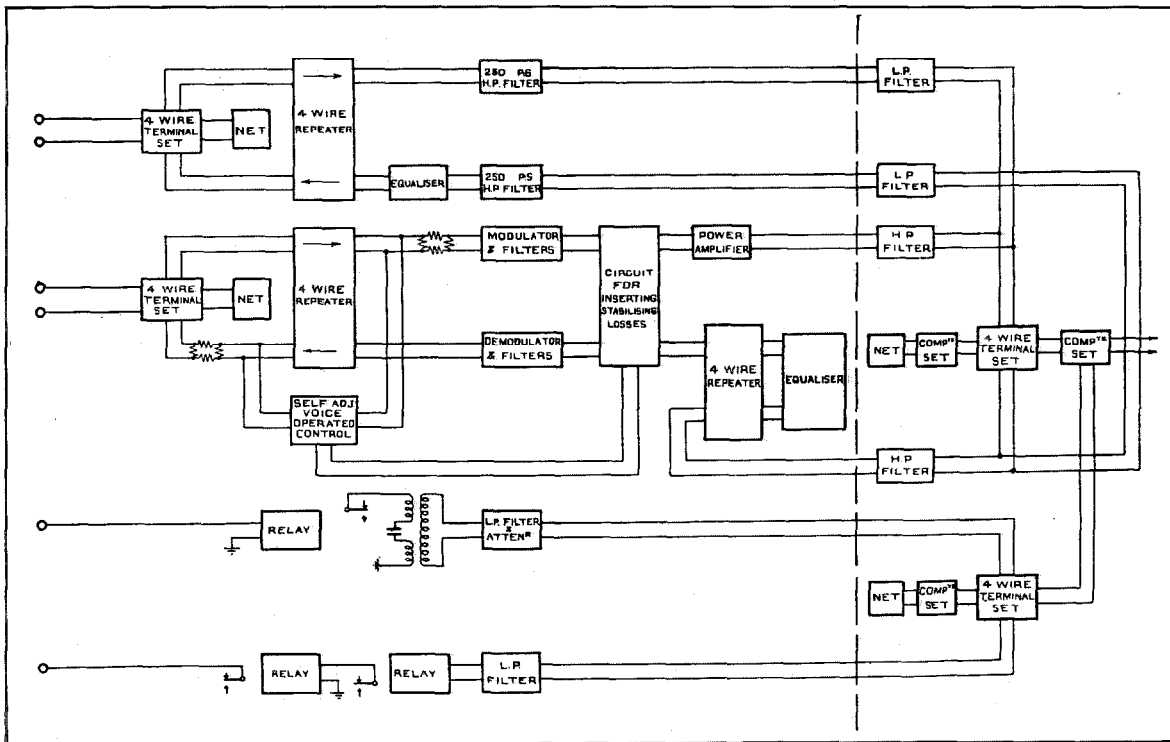 4 WIRE
TERMINAL
SET
NET
4 WIRE
REPEATER
250 P.S
H.P. FILTER
L.P.
FILTER
EQUALISER
250 P.S
H.P. FILTER
L.P
FILTER
4 WIRE
TERMINAL
SET
NET
4 WIRE
REPEATER
MODULATOR
& FILTERS
CIRCUIT
FOR
INSERTING
STABILISING
LOSSES
POWER
AMPLIFIER
H.P.
FILTER
DEMODULATOR
& FILTERS
4 WIRE
REPEATER
EQUALISER
NET
COMPTR
SET
4 WIRE
TERMINAL
SET
COMPTR
SET
SELF ADJ
VOICE
OPERATED
CONTROL
H.P.
FILTER
RELAY
L.P. FILTER
&
ATTENR
NET
COMPTR
SET
4 WIRE
TERMINAL
SET
RELAY
RELAY
L.P.
FILTER